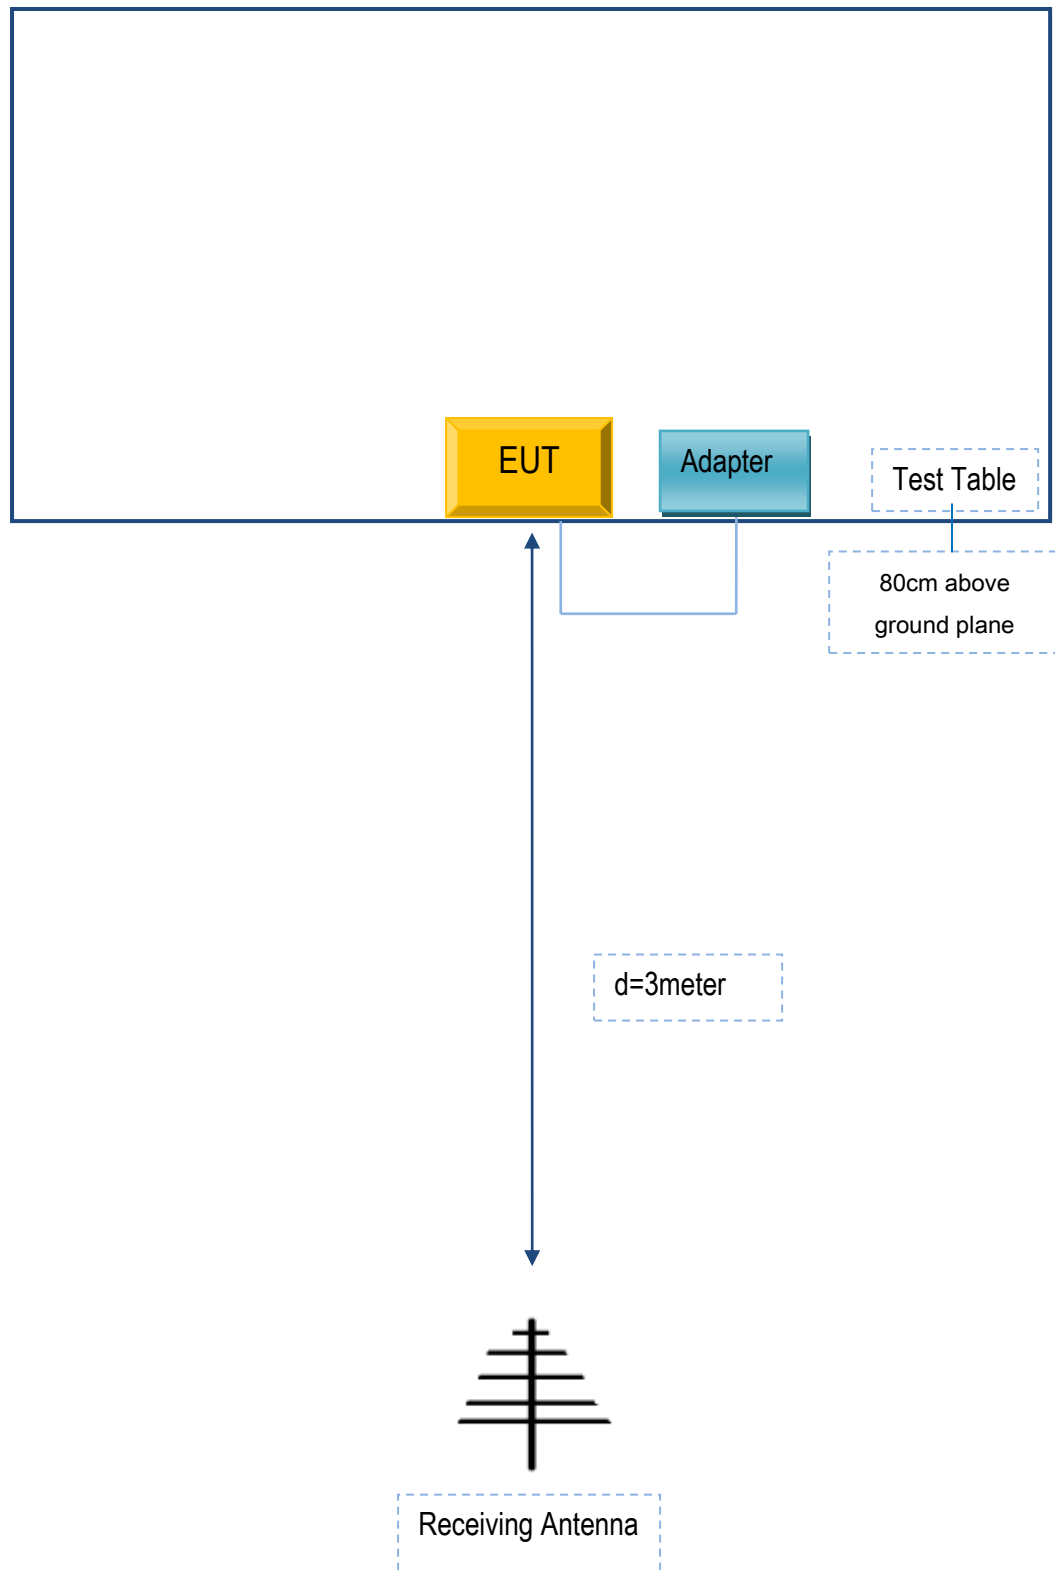 EUT
Adapter
Test Table
80cm above
ground plane
d=3meter
Receiving Antenna